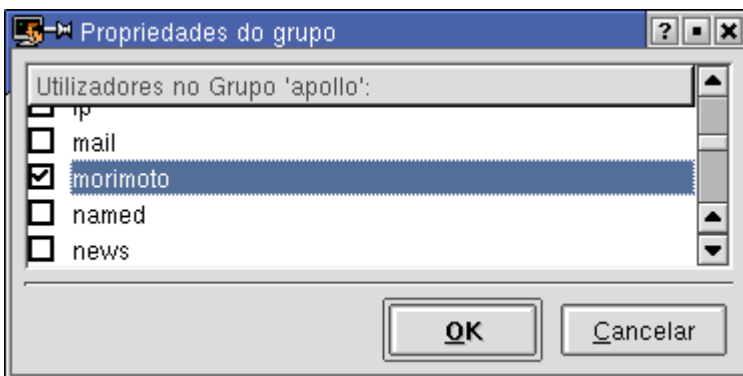 Propriedades do grupo
Utilizadores no Grupo 'apollo':
mail
morimoto
named
news
OK
Cancelar